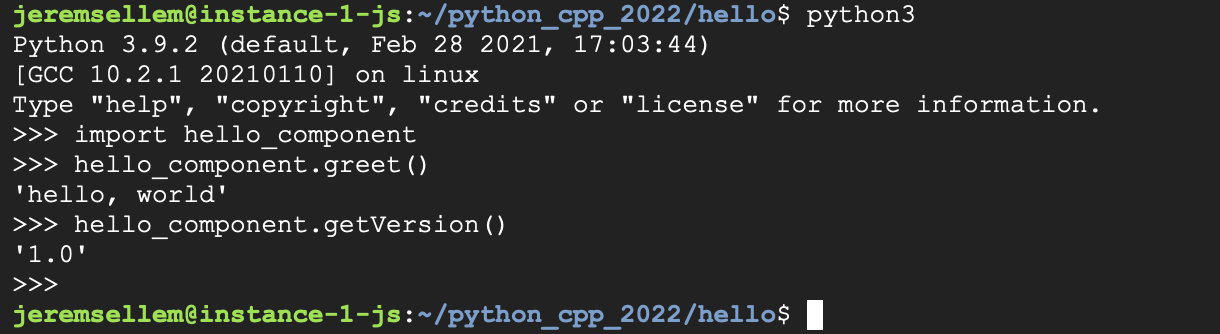 jeremsellem@instance-1-js:~/python_cpp_2022/hello$ python3
Python 3.9.2 (default, Feb 28 2021, 17:03:44)
[GCC 10.2.1 20210110] on linux
Type "help", "copyright", "credits" or "license" for more information.
>>> import hello_component
>>> hello_component.greet()
'hello, world'
>>> hello_component.getVersion()
'1.0'
>>>
jeremsellem@instance-1-js:~/python_cpp_2022/hello$